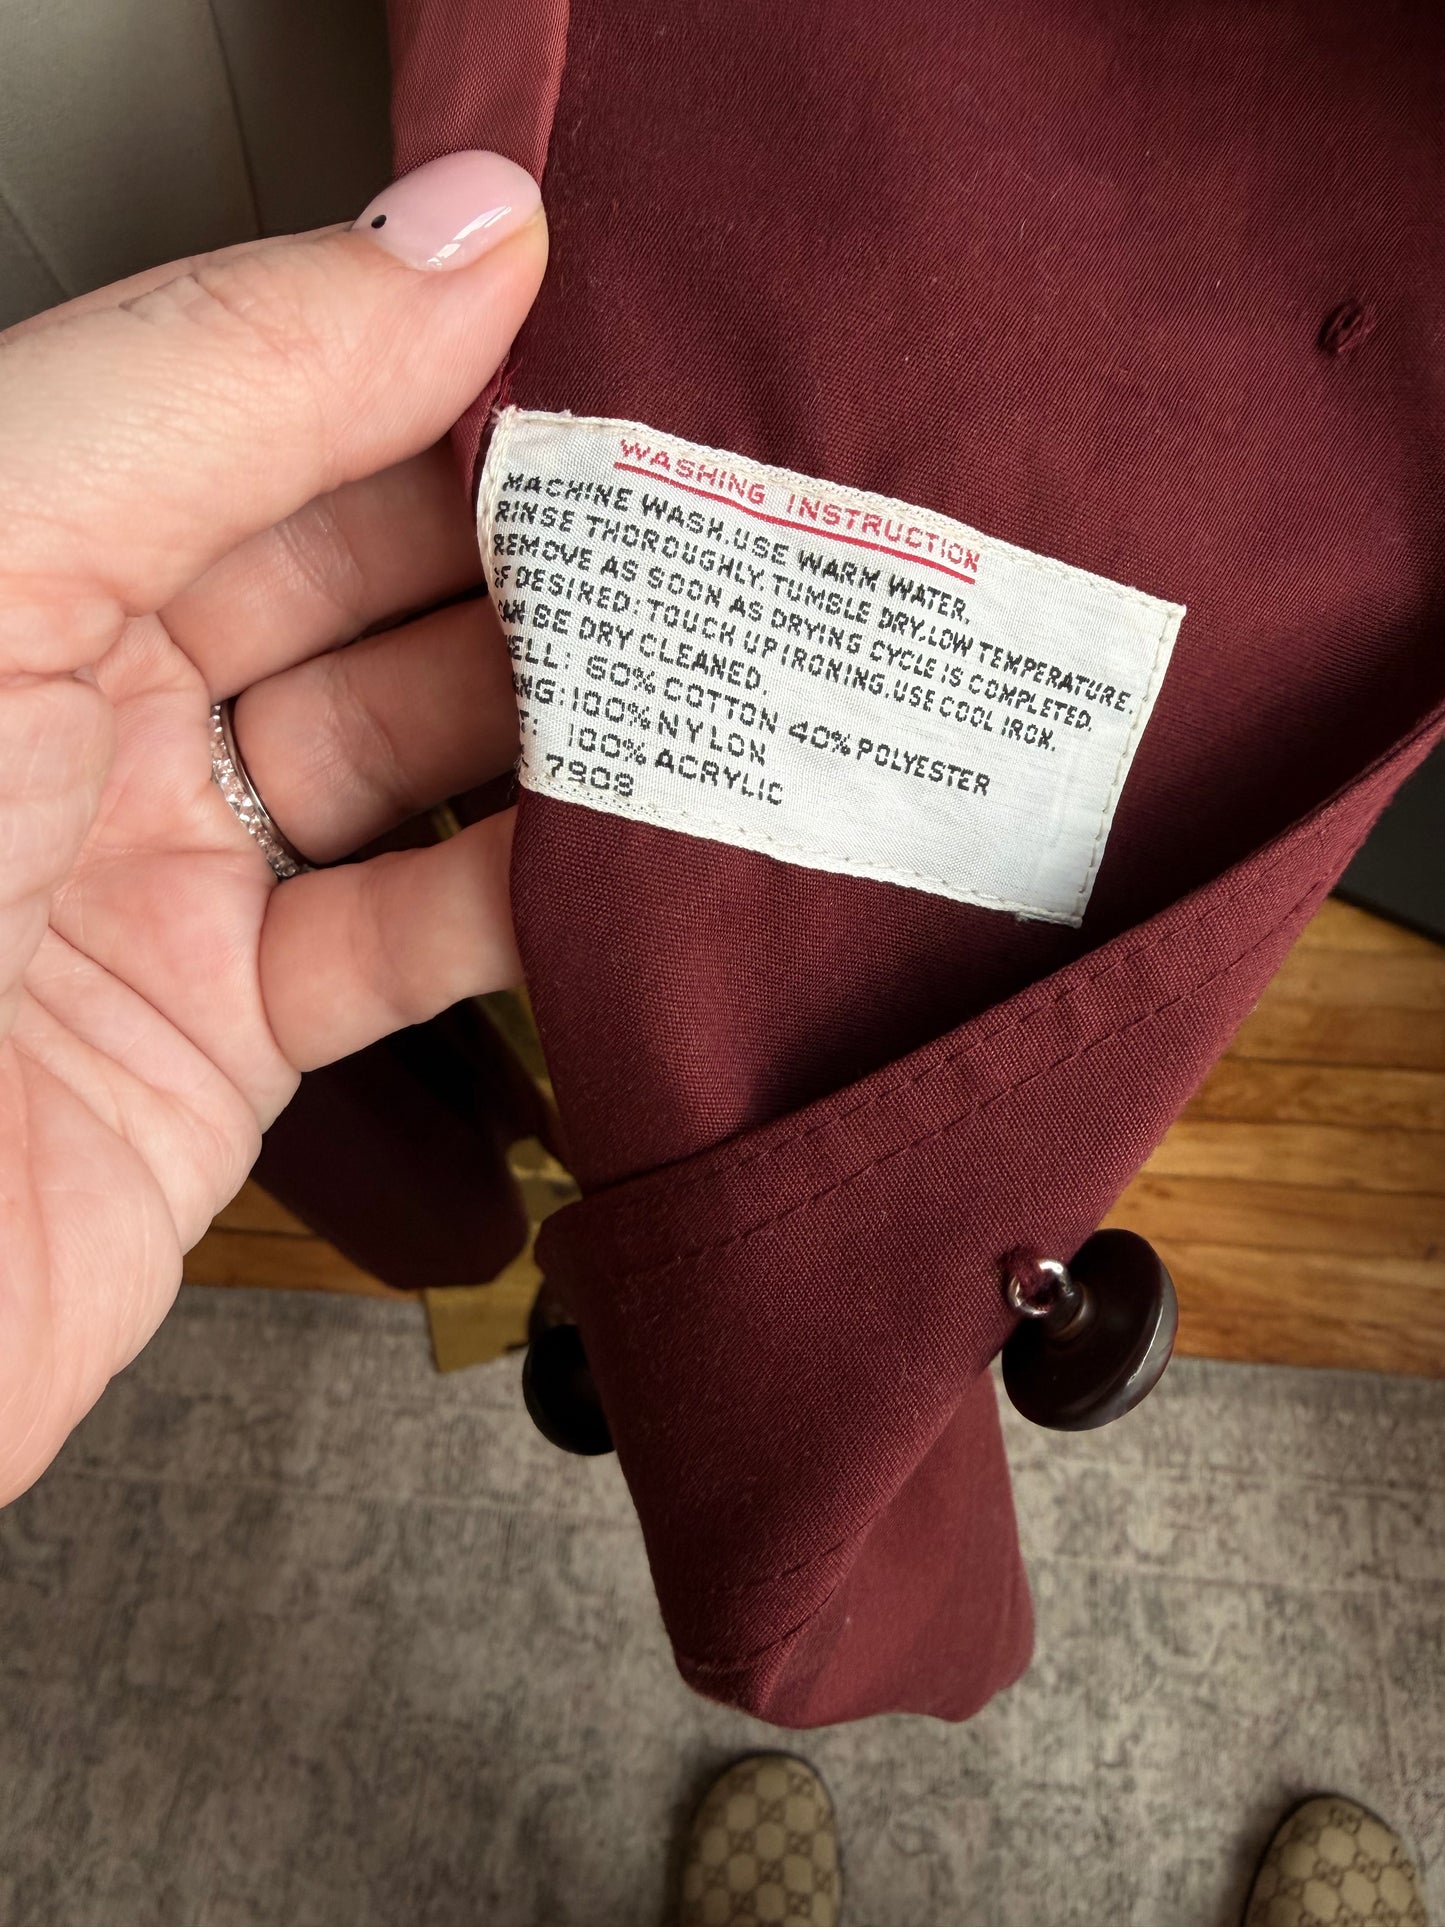 WASHING INSTRUCTION
MACHINE WASH.USE WARM WATER.
RINSE THOROUGHLY.TUMBLE DRY.LOW TEMPERATURE.
REMOVE AS SOON AS DRYING CYCLE IS COMPLETED.
IF DESIRED: TOUCH UP IRONING.USE COOL IRON.
CAN BE DRY CLEANED.
ELL: 60% COTTON 40% POLYESTER
NG: 100% NYLON
T: 100% ACRYLIC
7908